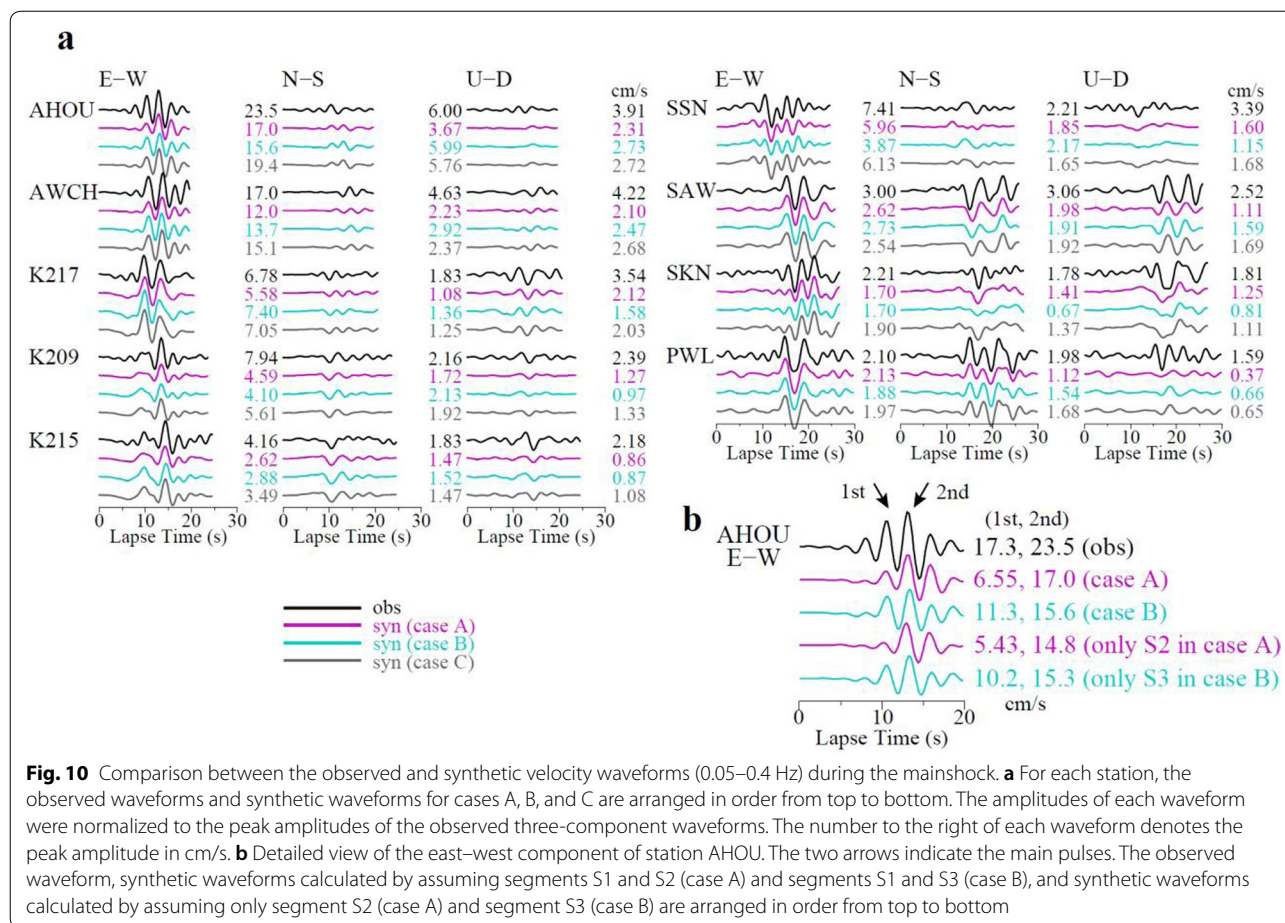 a
E−W N−S U−D cm/s
AHOU 23.5 6.00 3.91
17.0 3.67 2.31
15.6 5.99 2.73
19.4 5.76 2.72
AWCH 17.0 4.63 4.22
12.0 2.23 2.10
13.7 2.92 2.47
15.1 2.37 2.68
K217 6.78 1.83 3.54
5.58 1.08 2.12
7.40 1.36 1.58
7.05 1.25 2.03
K209 7.94 2.16 2.39
4.59 1.72 1.27
4.10 2.13 0.97
5.61 1.92 1.33
K215 4.16 1.83 2.18
2.62 1.47 0.86
2.88 1.52 0.87
3.49 1.47 1.08
0 10 20 30 0 10 20 30 0 10 20 30
Lapse Time (s) Lapse Time (s) Lapse Time (s)
obs
syn (case A)
syn (case B)
syn (case C)
E−W N−S U−D cm/s
SSN 7.41 2.21 3.39
5.96 1.85 1.60
3.87 2.17 1.15
6.13 1.65 1.68
SAW 3.00 3.06 2.52
2.62 1.98 1.11
2.73 1.91 1.59
2.54 1.92 1.69
SKN 2.21 1.78 1.81
1.70 1.41 1.25
1.70 0.67 0.81
1.90 1.37 1.11
PWL 2.10 1.98 1.59
2.13 1.12 0.37
1.88 1.54 0.66
1.97 1.68 0.65
0 10 20 30 0 10 20 30 0 10 20 30
Lapse Time (s) Lapse Time (s) Lapse Time (s)
b
1st 2nd
AHOU
E−W
(1st, 2nd)
17.3, 23.5 (obs)
6.55, 17.0 (case A)
11.3, 15.6 (case B)
5.43, 14.8 (only S2 in case A)
10.2, 15.3 (only S3 in case B)
cm/s
0 10 20
Lapse Time (s)
Fig. 10 Comparison between the observed and synthetic velocity waveforms (0.05–0.4 Hz) during the mainshock. a For each station, the
observed waveforms and synthetic waveforms for cases A, B, and C are arranged in order from top to bottom. The amplitudes of each waveform
were normalized to the peak amplitudes of the observed three-component waveforms. The number to the right of each waveform denotes the
peak amplitude in cm/s. b Detailed view of the east–west component of station AHOU. The two arrows indicate the main pulses. The observed
waveform, synthetic waveforms calculated by assuming segments S1 and S2 (case A) and segments S1 and S3 (case B), and synthetic waveforms
calculated by assuming only segment S2 (case A) and segment S3 (case B) are arranged in order from top to bottom